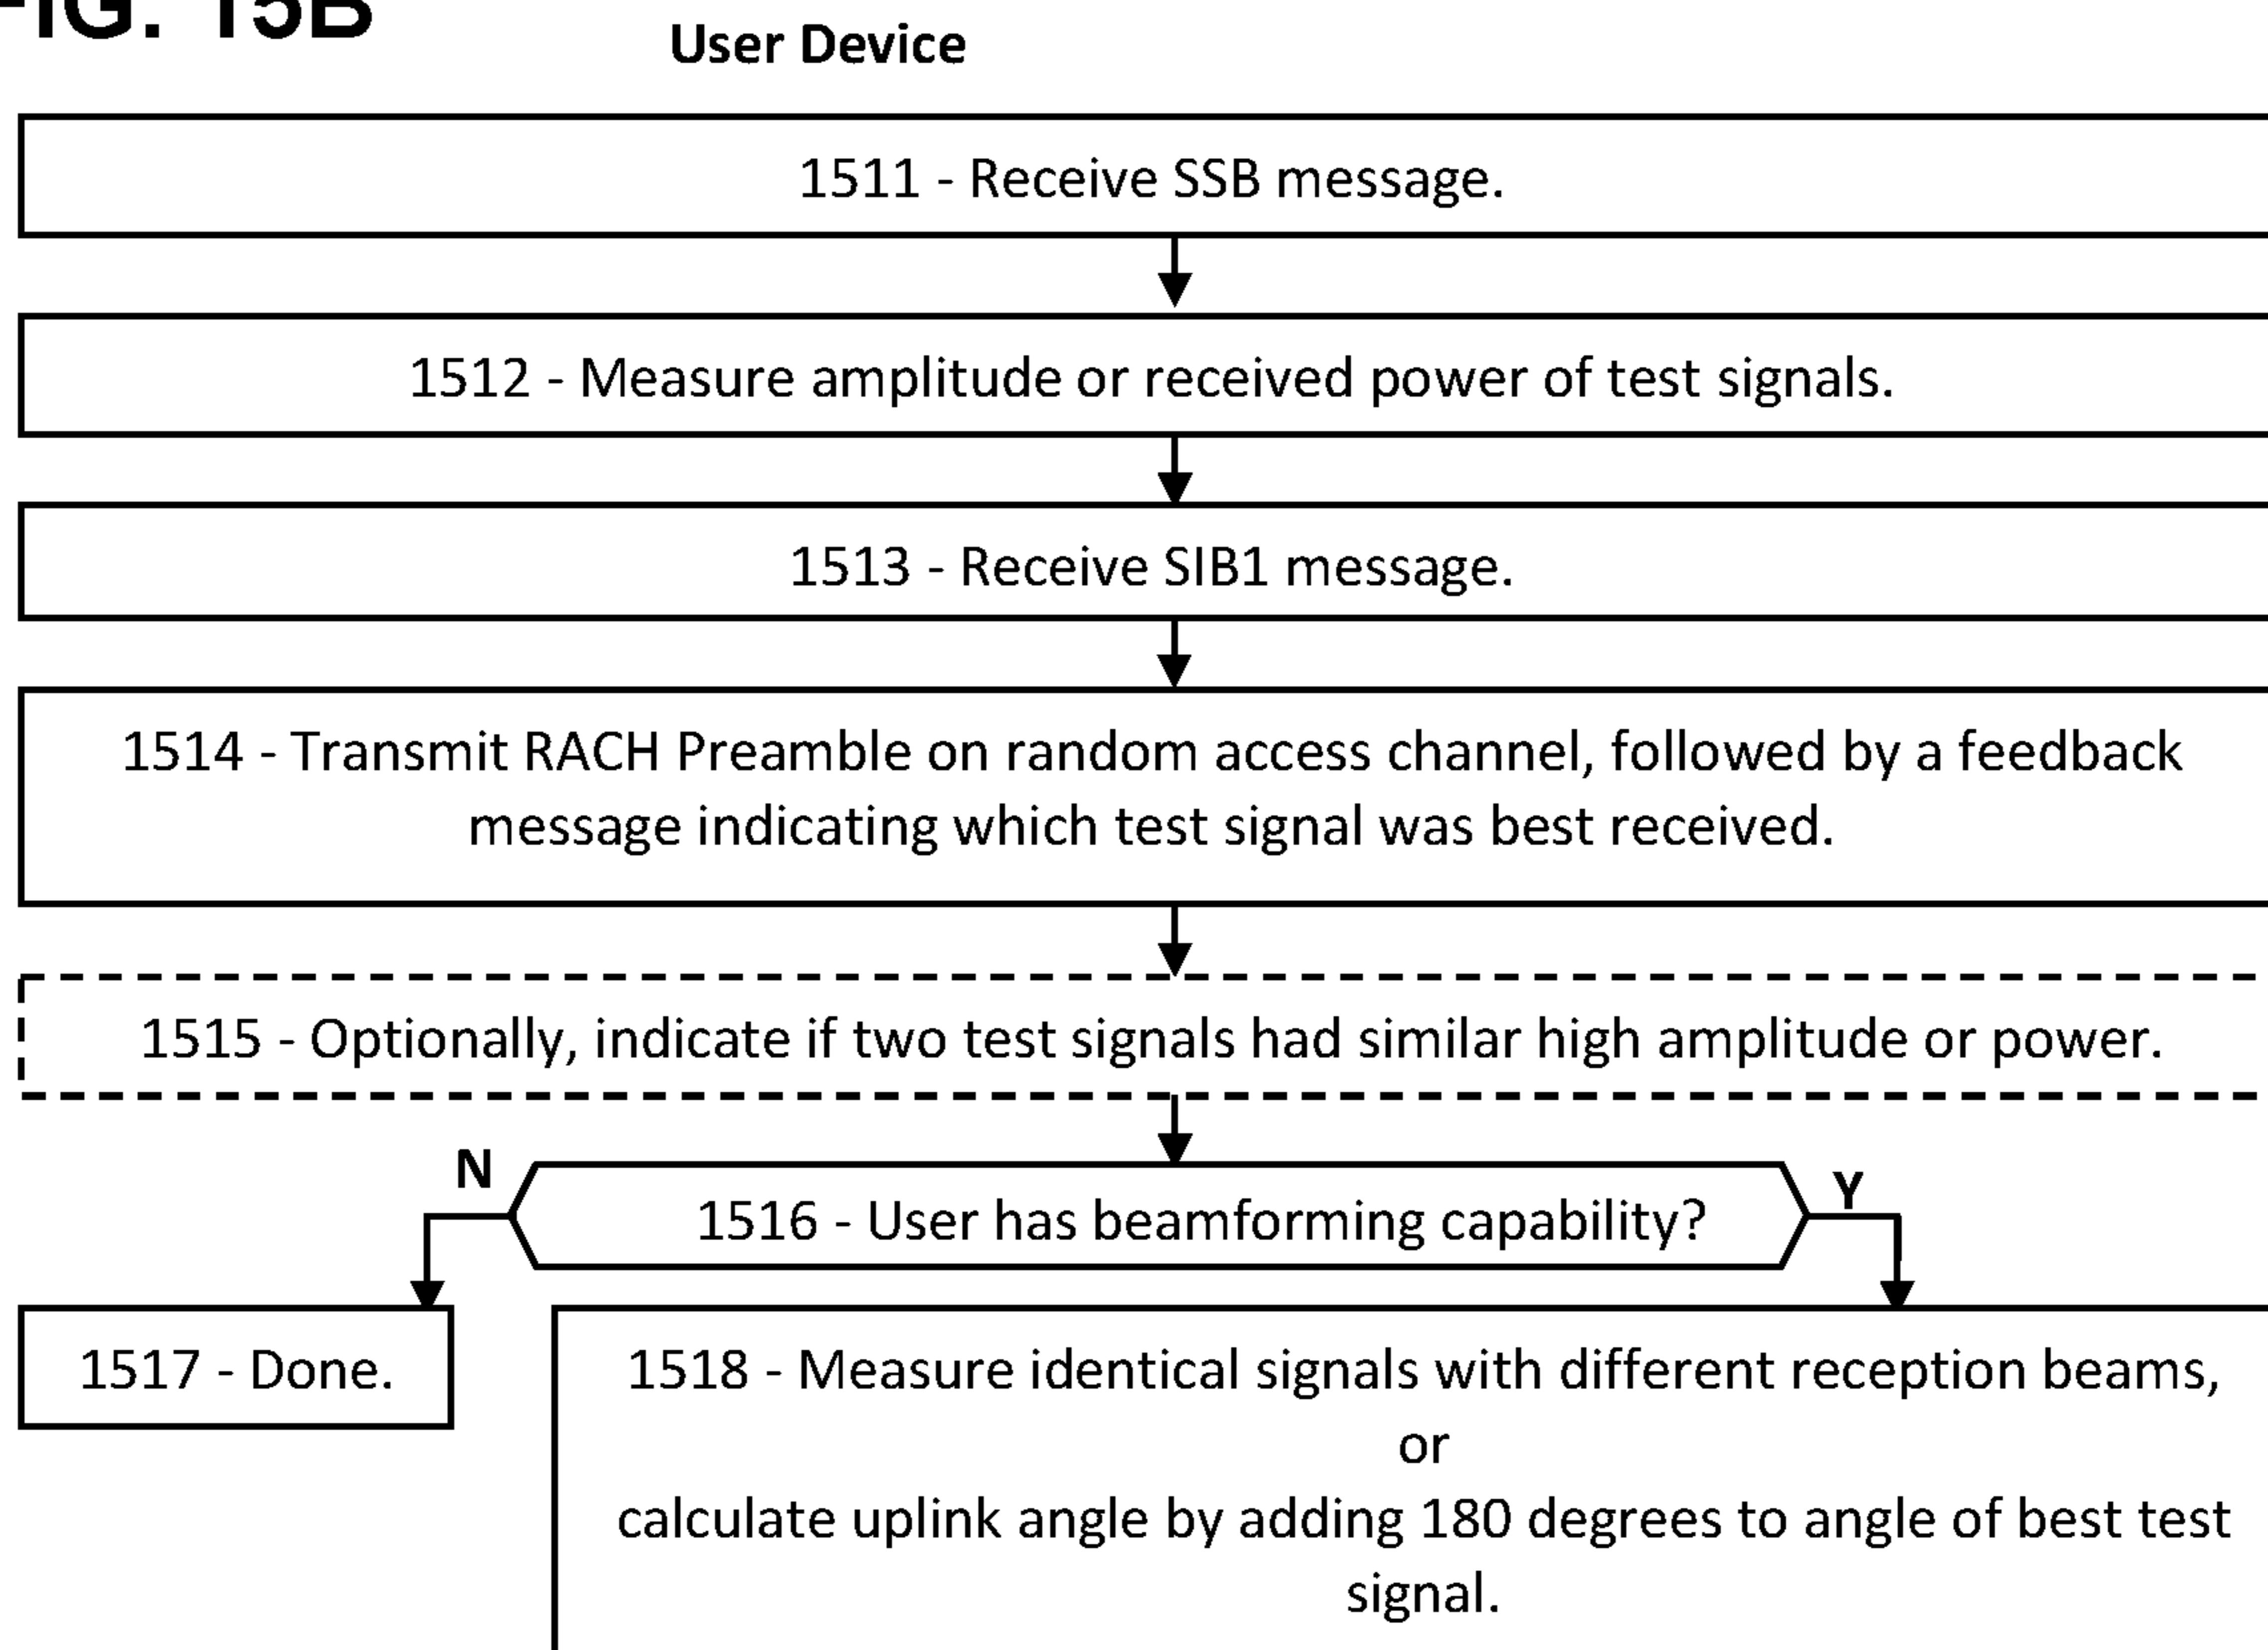 FIG. 15B
User Device
1511 - Receive SSB message.
1512 - Measure amplitude or received power of test signals.
1513 - Receive SIB1 message.
1514 - Transmit RACH Preamble on random access channel, followed by a feedback
message indicating which test signal was best received.
1515 - Optionally, indicate if two test signals had similar high amplitude or power.
N
Y
1516 - User has beamforming capability?
1517 - Done.
1518 - Measure identical signals with different reception beams,
or
calculate uplink angle by adding 180 degrees to angle of best test
signal.